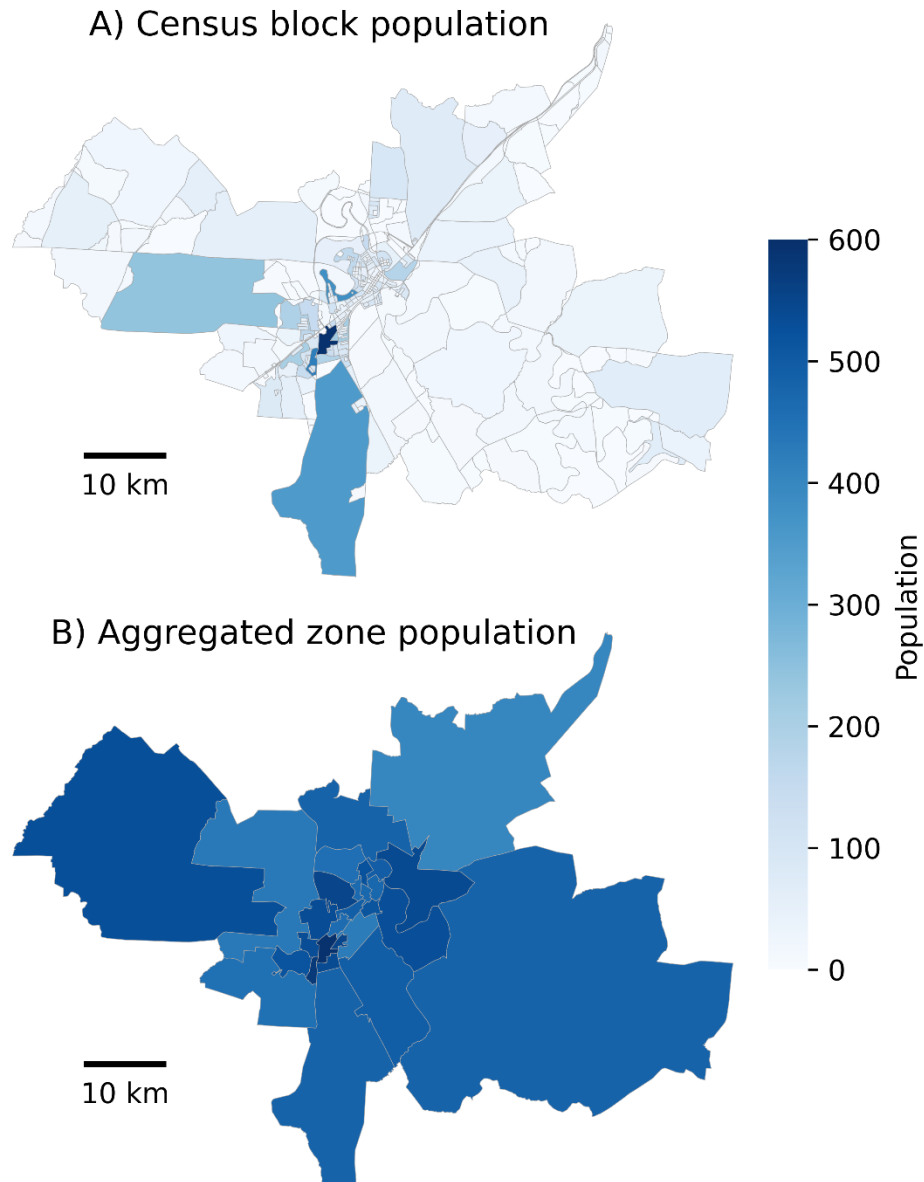 A) Census block population
10 km
B) Aggregated zone population
10 km
600
500
400
300
200
100
0
Population